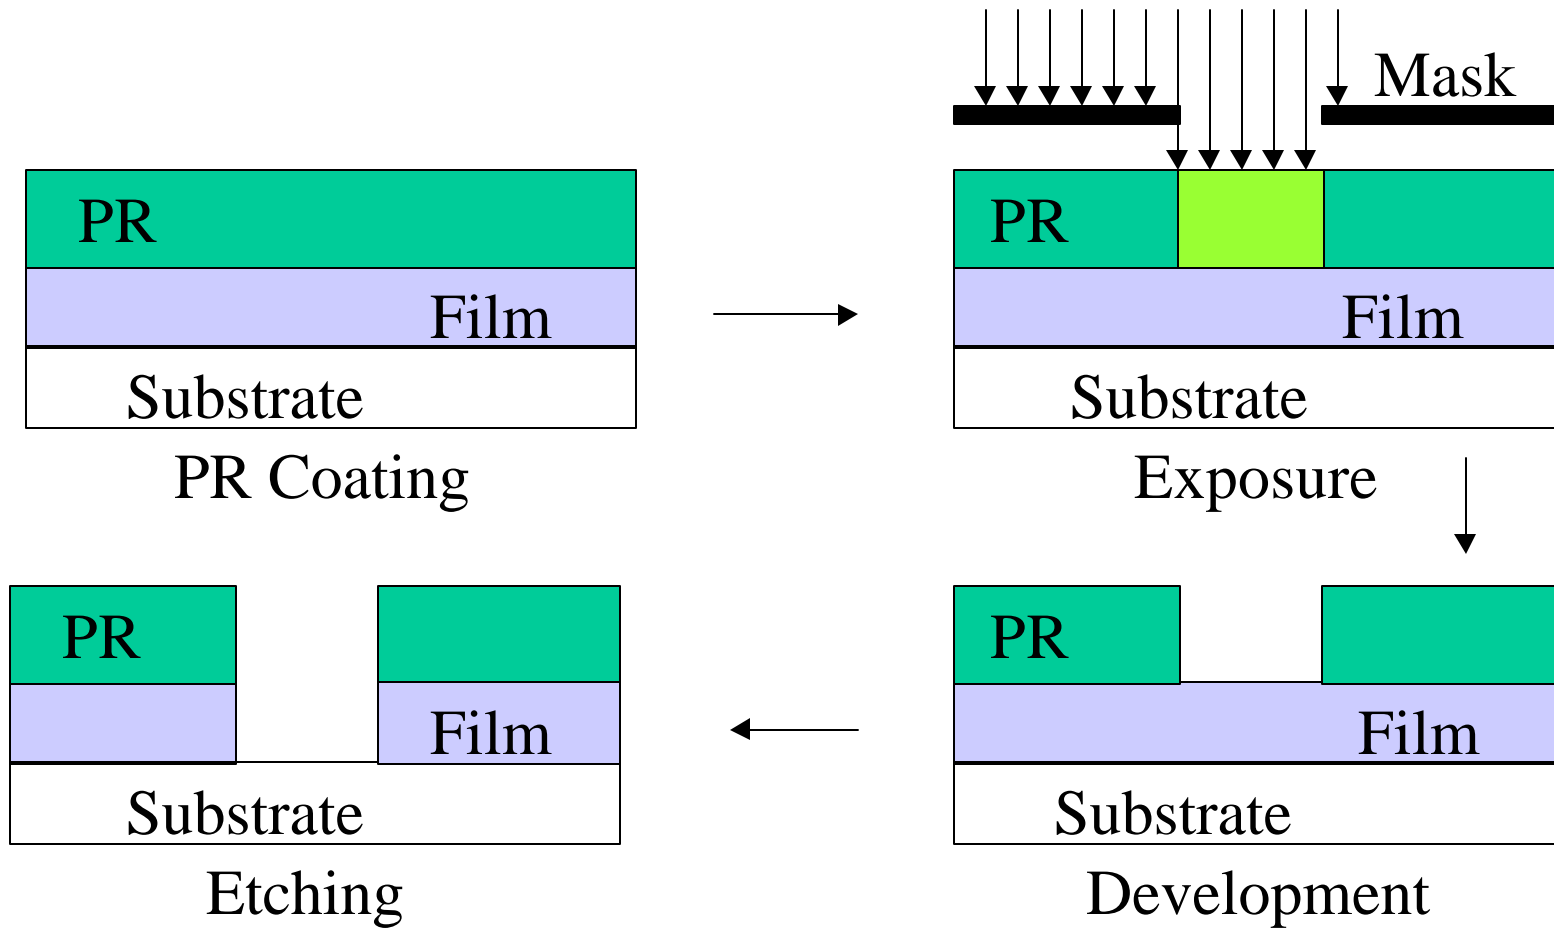 Mask
PR
Film
Substrate
PR Coating
PR
Film
Substrate
Exposure
PR
Film
Substrate
Etching
PR
Film
Substrate
Development